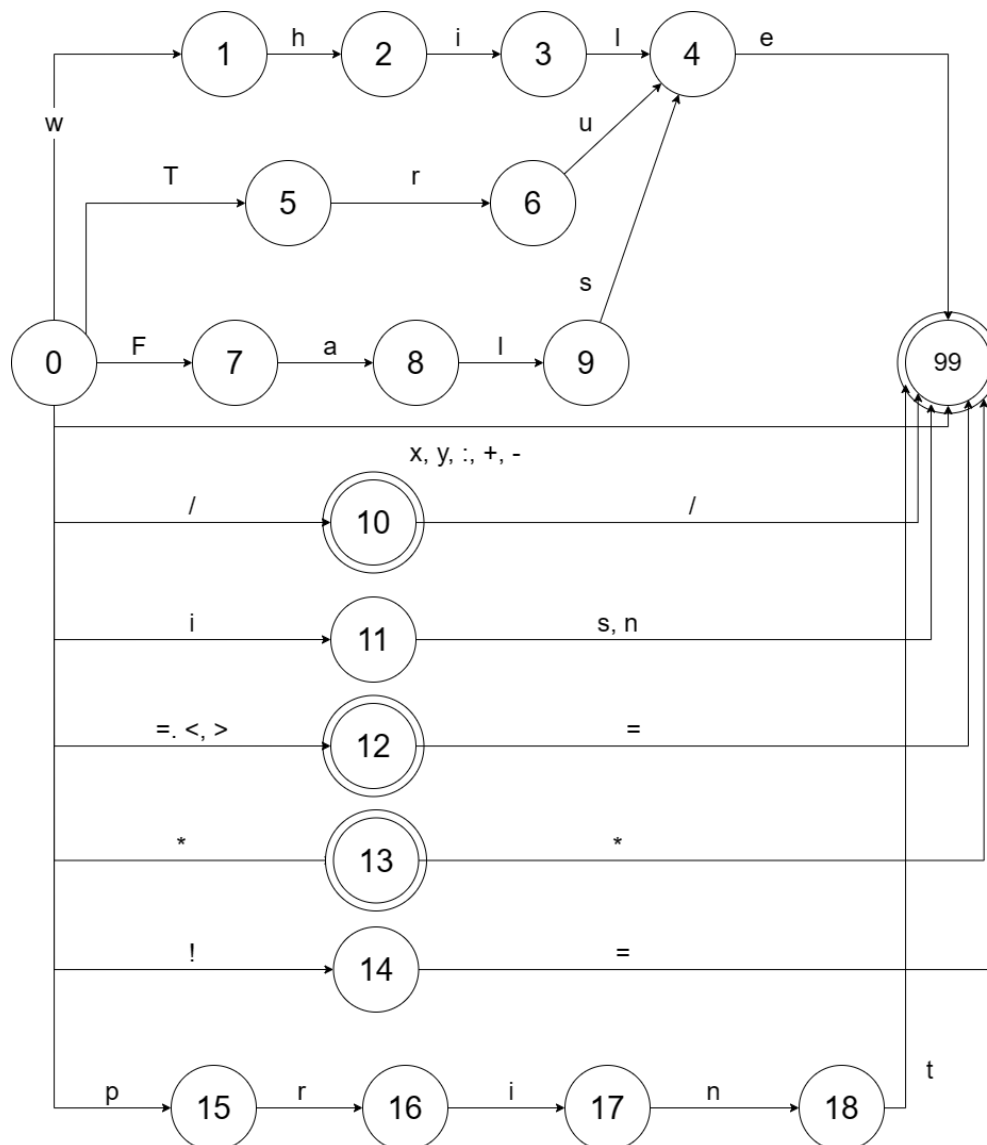 1 h 2 i 3 l 4 e
w
u
T 5 r 6
s
0 F 7 a 8 l 9 99
x, y, :, +, -
/ 10 /
i 11 s, n
=. <, > 12 =
* 13 *
! 14 =
t
p 15 r 16 i 17 n 18